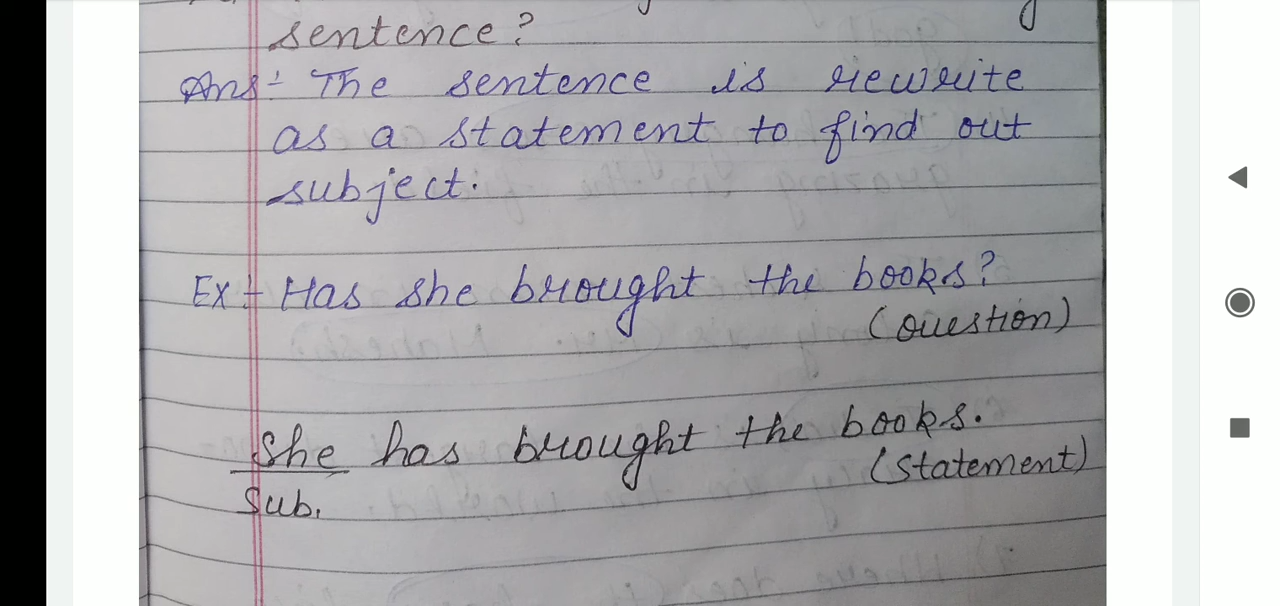 sentence?
Ans:- The sentence is rewrite
as a statement to find out
subject.
Ex:- Has she brought the books?
(Question)
She has brought the books.
(Statement)
Sub.